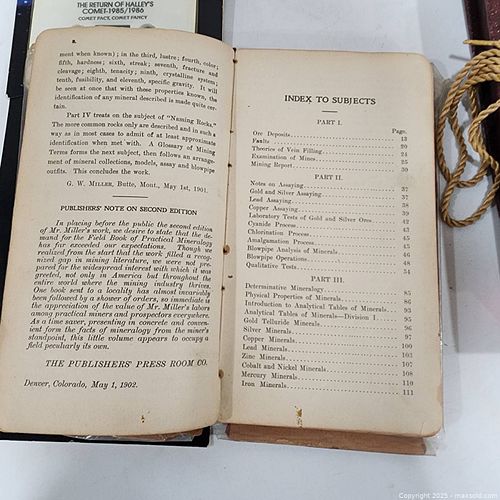 THE RETURN OF HALLEY'S
COMET-1985/1986
COMET PACT, COMET FANCY
ment when known); in the third, lustre; fourth, color;
fifth, hardness; sixth, streak; seventh, fracture and
cleavage; eighth, tenacity; ninth, crystalline system;
tenth, fusibility, and eleventh, specific gravity. It will
be seen at once that with these properties known, the
identification of any mineral described is made quite cer-
tain.
Part IV treats on the subject of "Naming Rocks."
The more common rocks only are described and in such a
way as in most cases to admit of at least approximate
identification when met with. A Glossary of Mining
Terms forms the next subject, then follows an arrange-
ment of mineral collections, models, assay and blowpipe
outfits. This concludes the work.
G. W. MILLER, Butte, Mont., May 1st, 1901.
PUBLISHERS' NOTE ON SECOND EDITION
In placing before the public the second edition
of Mr. Miller's work, we desire to state that the de-
mand for the Field Book of Practical Mineralogy
has far exceeded our expectations. Though we
realized from the start that the work filled a recog-
nized gap in mining literature, we were not pre-
pared for the widespread interest with which it was
greeted, not only in America but throughout the
entire world where the mining industry thrives.
One book sent to a locality has almost invariably
been followed by a shower of orders, so immediate is
the appreciation of the value of Mr. Miller's labors
among practical miners and prospectors everywhere.
As a time saver, presenting in concrete and conven-
ient form the facts of mineralogy from the miner's
standpoint, this little volume appears to occupy a
field peculiarly its own.
THE PUBLISHERS' PRESS ROOM CO.
Denver, Colorado, May 1, 1902.
INDEX TO SUBJECTS
PART I.
Page.
Ore Deposits 13
Faults
Theories of Vein Filling 24
Examination of Mines 25
Mining Report 30
PART II.
Notes on Assaying 37
Gold and Silver Assaying 37
Lead Assaying
Copper Assaying 39
Laboratory Tests of Gold and Silver Ores 42
Cyanide Process 43
Chlorination Process 45
Amalgamation Process
Blowpipe Analysis of Minerals
Blowpipe Operations 48
Qualitative Tests 54
PART III.
Determinative Mineralogy 85
Physical Properties of Minerals 86
Introduction to Analytical Tables of Minerals 93
Analytical Tables of Minerals—Division I 95
Gold Telluride Minerals 96
Silver Minerals 97
Copper Minerals 100
Lead Minerals 103
Zinc Minerals
Cobalt and Nickel Minerals 107
Mercury Minerals 108
Iron Minerals 110
111
Copyright 2025 - maxsold.com